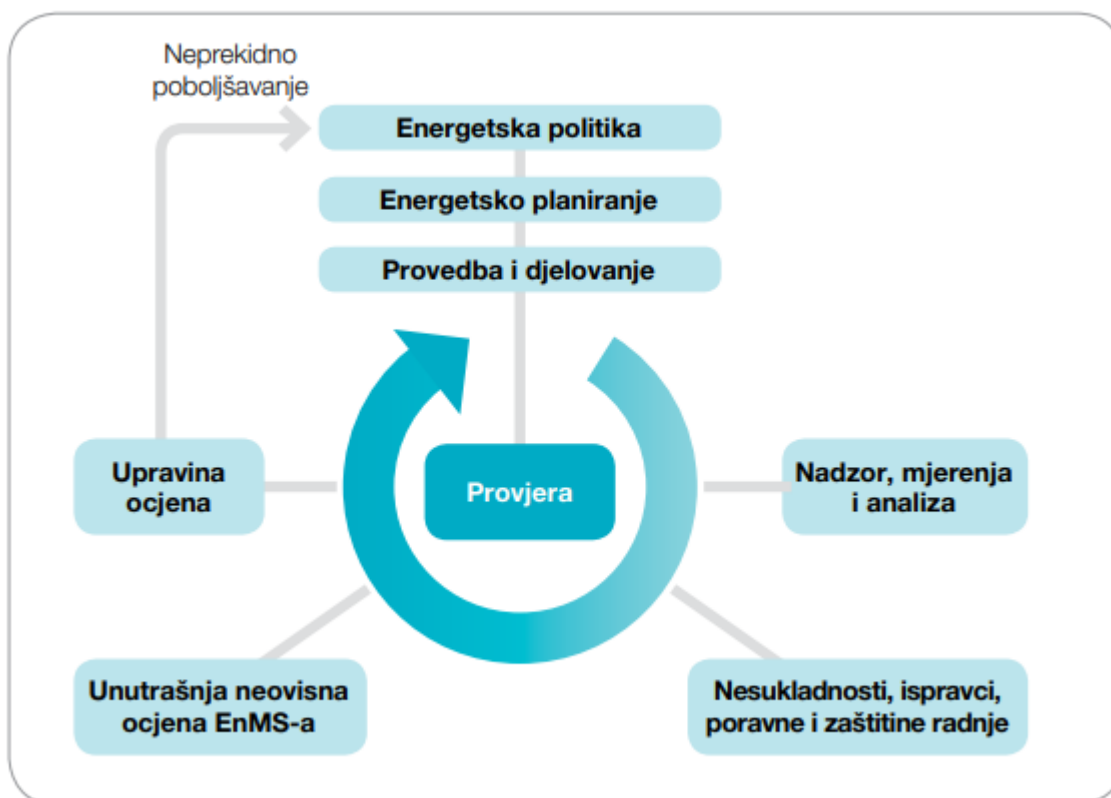 Neprekidno
poboljšavanje
Energetska politika
Energetsko planiranje
Provedba i djelovanje
Upravina
ocjena
Provjera
Nadzor, mjerenja
i analiza
Unutrašnja neovisna
ocjena EnMS-a
Nesukladnosti, ispravci,
poravne i zaštitine radnje